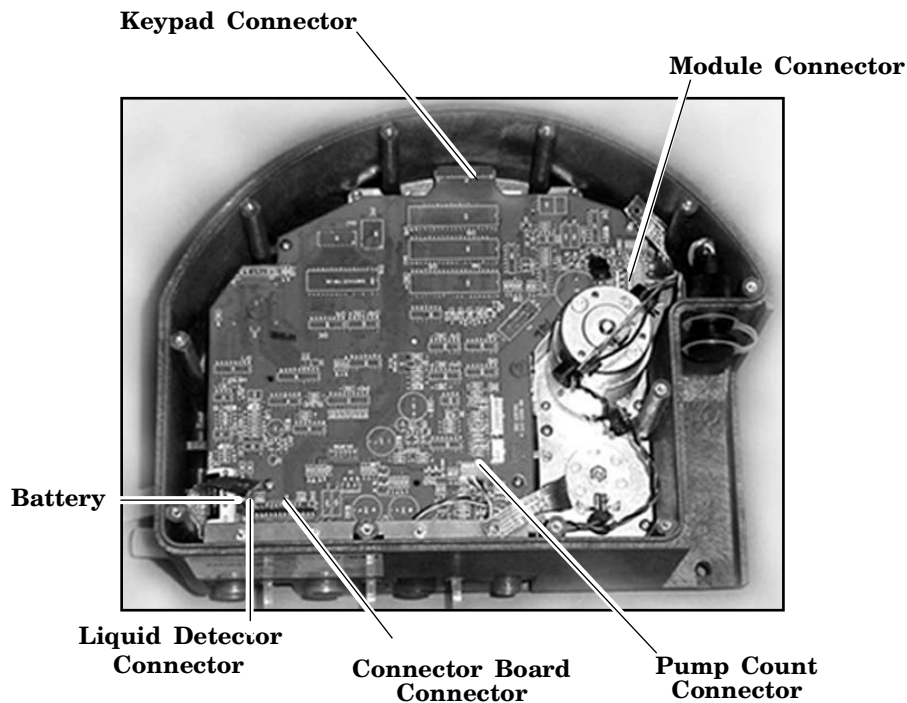 Keypad Connector
Module Connector
Battery
Liquid Detector
Connector
Connector Board
Connector
Pump Count
Connector